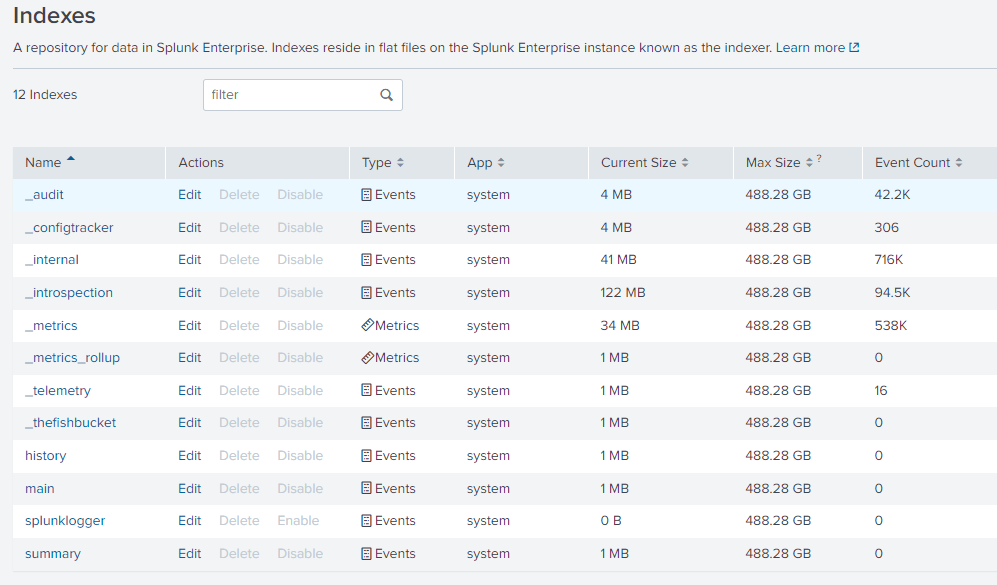 Indexes
A repository for data in Splunk Enterprise. Indexes reside in flat files on the Splunk Enterprise instance known as the indexer. Learn more
12 Indexes filter
Name Actions Type App Current Size Max Size ? Event Count
_audit Edit Delete Disable Events system 4 MB 488.28 GB 42.2K
_configtracker Edit Delete Disable Events system 4 MB 488.28 GB 306
_internal Edit Delete Disable Events system 41 MB 488.28 GB 716K
_introspection Edit Delete Disable Events system 122 MB 488.28 GB 94.5K
_metrics Edit Delete Disable Metrics system 34 MB 488.28 GB 538K
_metrics_rollup Edit Delete Disable Metrics system 1 MB 488.28 GB 0
_telemetry Edit Delete Disable Events system 1 MB 488.28 GB 16
_thefishbucket Edit Delete Disable Events system 1 MB 488.28 GB 0
history Edit Delete Disable Events system 1 MB 488.28 GB 0
main Edit Delete Disable Events system 1 MB 488.28 GB 0
splunklogger Edit Delete Enable Events system 0 B 488.28 GB 0
summary Edit Delete Disable Events system 1 MB 488.28 GB 0